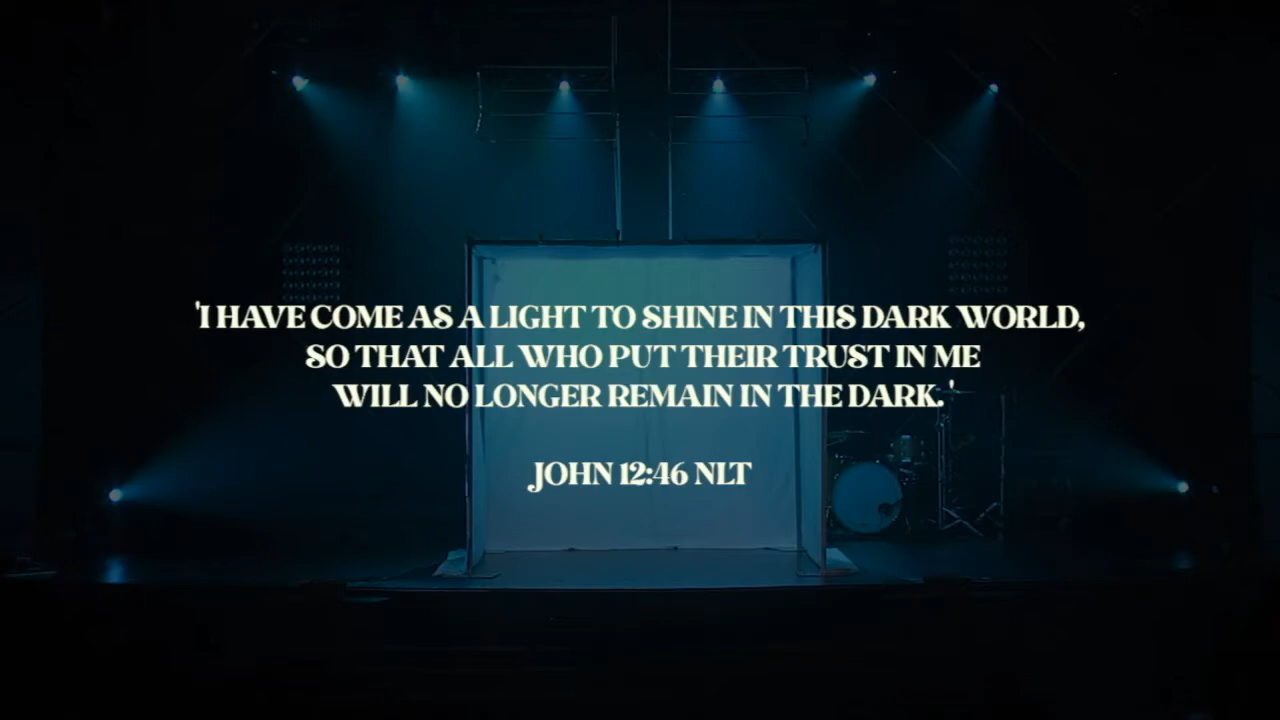 'I HAVE COME AS A LIGHT TO SHINE IN THIS DARK WORLD,
SO THAT ALL WHO PUT THEIR TRUST IN ME
WILL NO LONGER REMAIN IN THE DARK.'
JOHN 12:46 NLT